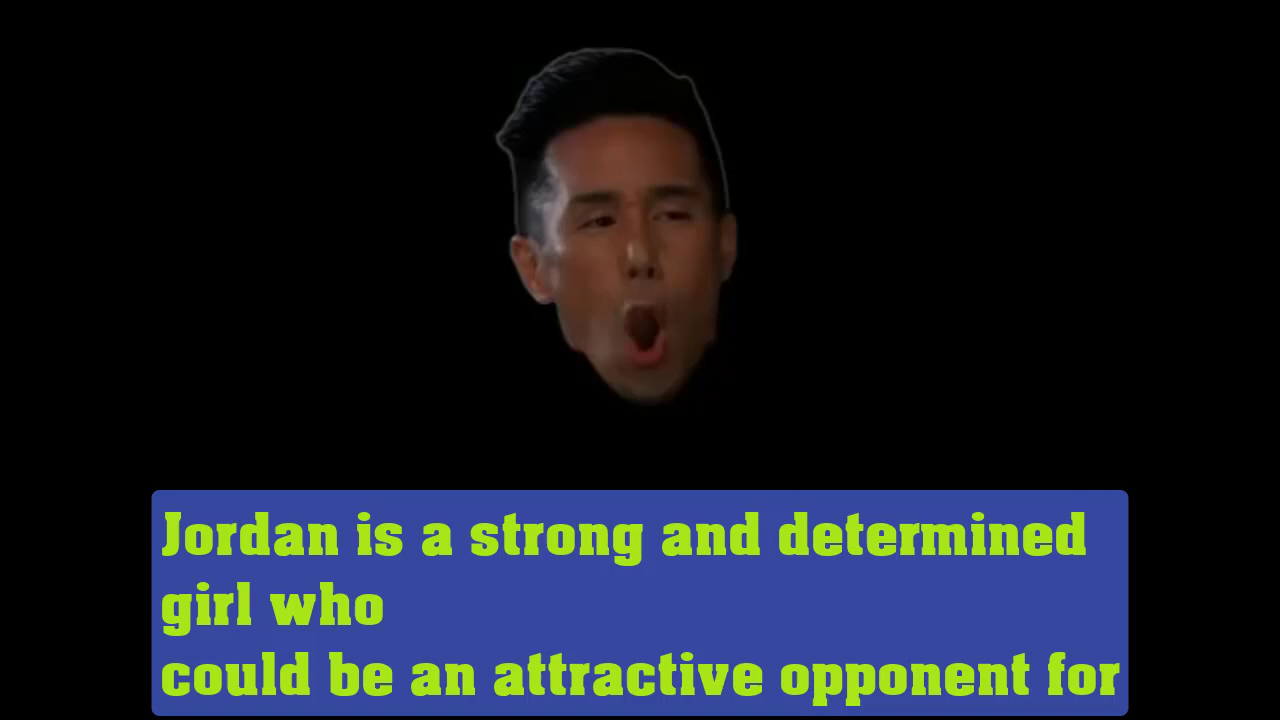 Jordan is a strong and determined
girl who
could be an attractive opponent for